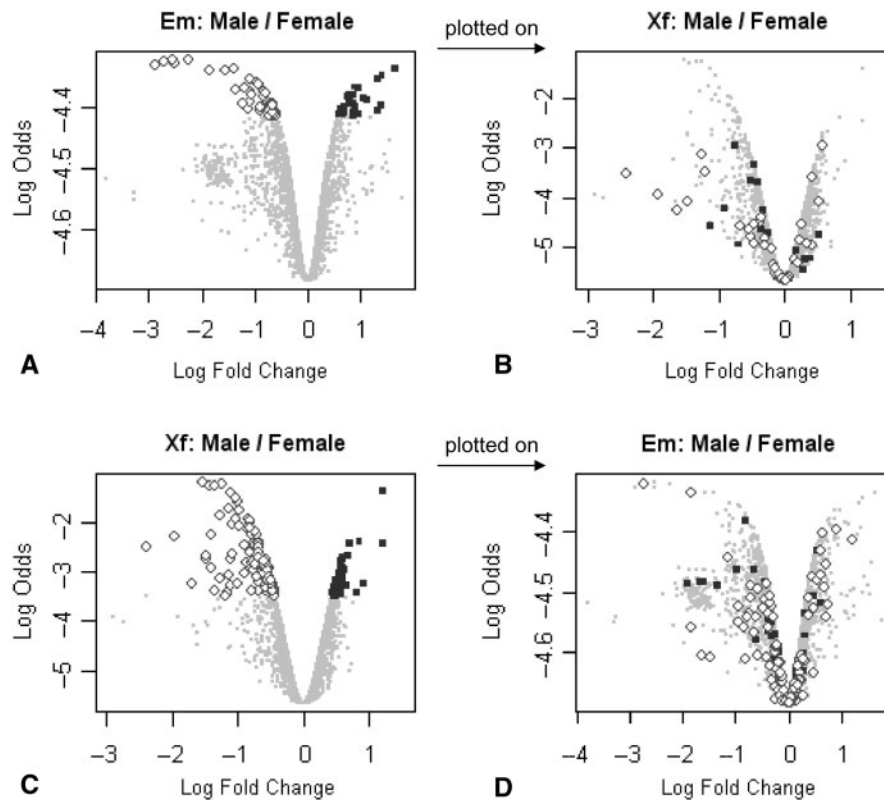 Em: Male / Female
plotted on
Xf: Male / Female
Log Odds
−4.4
−4.5
−4.6
−4 −3 −2 −1 0 1
Log Fold Change
A
Log Odds
−2
−3
−4
−5
−3 −2 −1 0 1
Log Fold Change
B
Xf: Male / Female
plotted on
Em: Male / Female
Log Odds
−2
−3
−4
−5
−3 −2 −1 0 1
Log Fold Change
C
Log Odds
−4.4
−4.5
−4.6
−4 −3 −2 −1 0 1
Log Fold Change
D